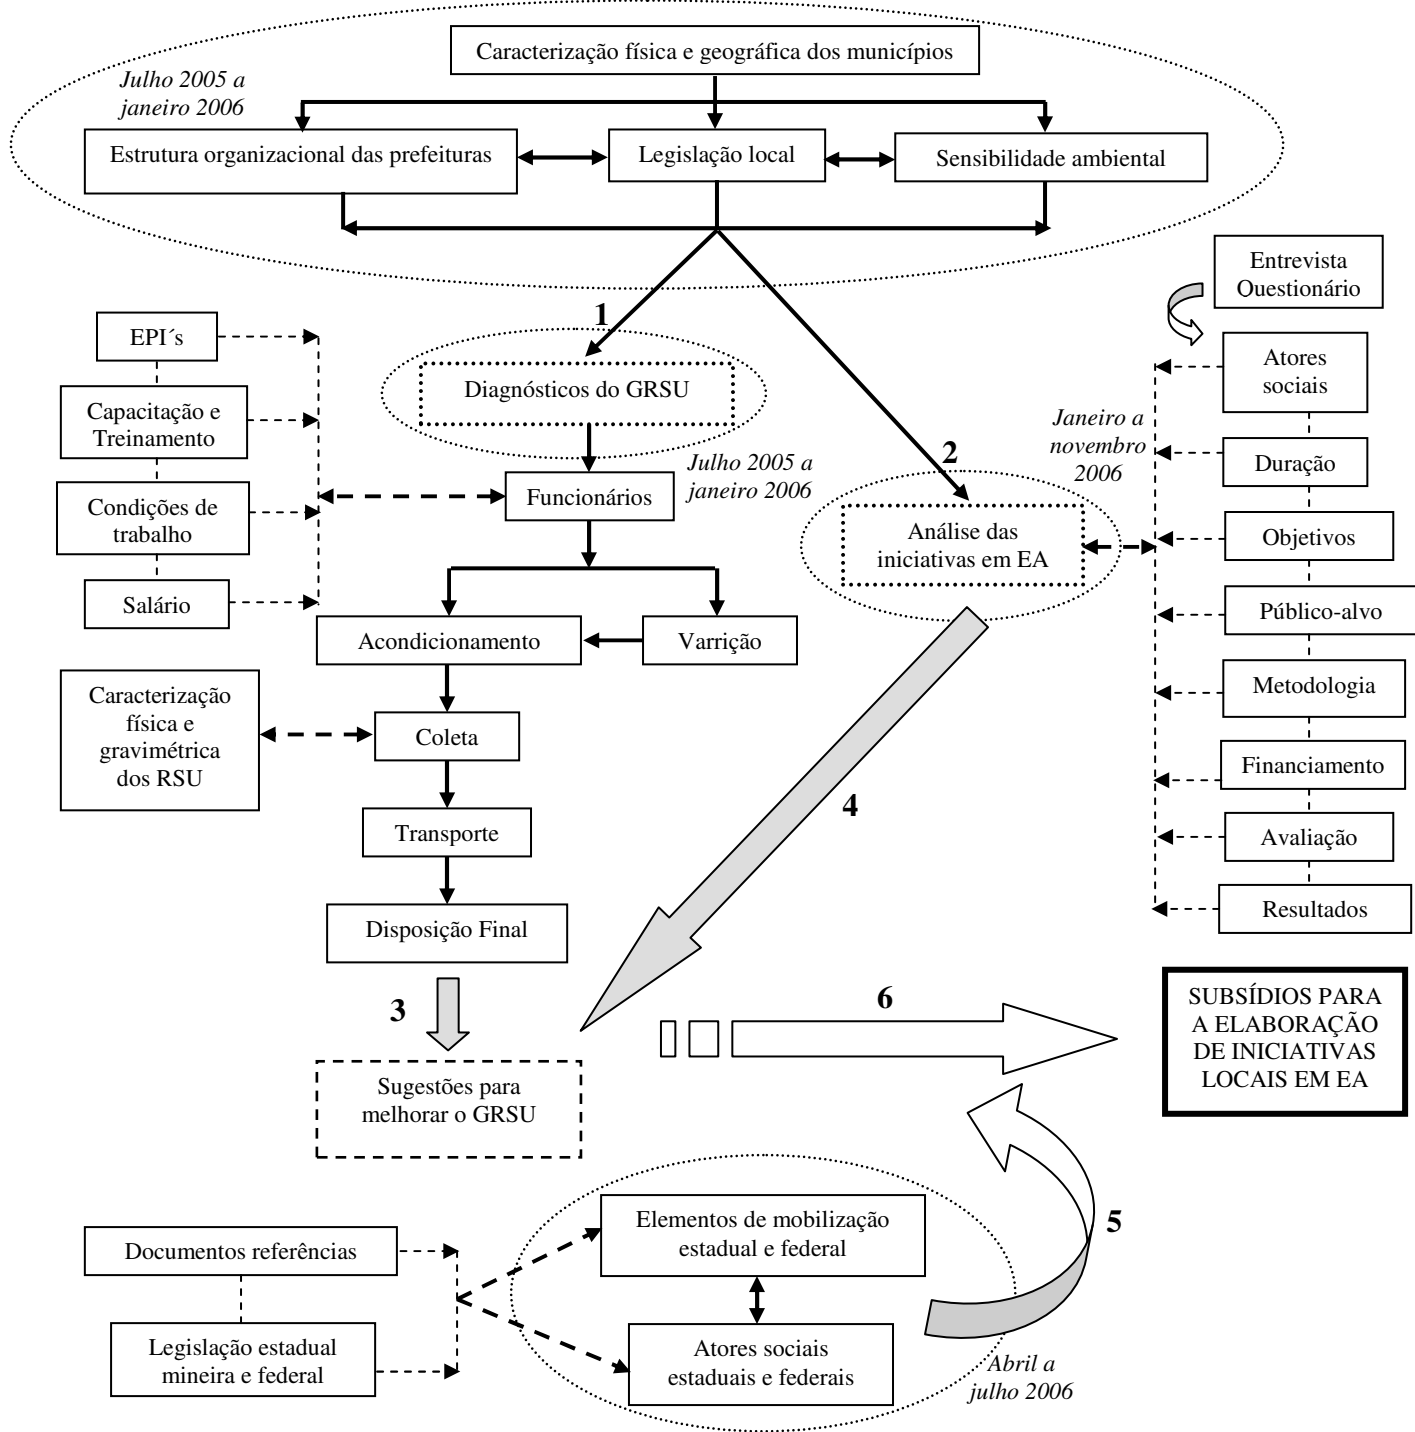 Caracterização física e geográfica dos municípios
Julho 2005 a
janeiro 2006
Estrutura organizacional das prefeituras
Legislação local
Sensibilidade ambiental
Entrevista
Questionário
1
EPI´s
Capacitação e
Treinamento
Condições de
trabalho
Salário
Diagnósticos do GRSU
Julho 2005 a
janeiro 2006
Funcionários
2
Análise das
iniciativas em EA
Janeiro a
novembro
2006
Atores
sociais
Duração
Objetivos
Público-alvo
Metodologia
Financiamento
Avaliação
Resultados
Acondicionamento
Varrição
Caracterização
física e
gravimétrica
dos RSU
Coleta
Transporte
Disposição Final
4
3
6
Sugestões para
melhorar o GRSU
SUBSÍDIOS PARA
A ELABORAÇÃO
DE INICIATIVAS
LOCAIS EM EA
Documentos referências
Legislação estadual
mineira e federal
Elementos de mobilização
estadual e federal
Atores sociais
estaduais e federais
5
Abril a
julho 2006